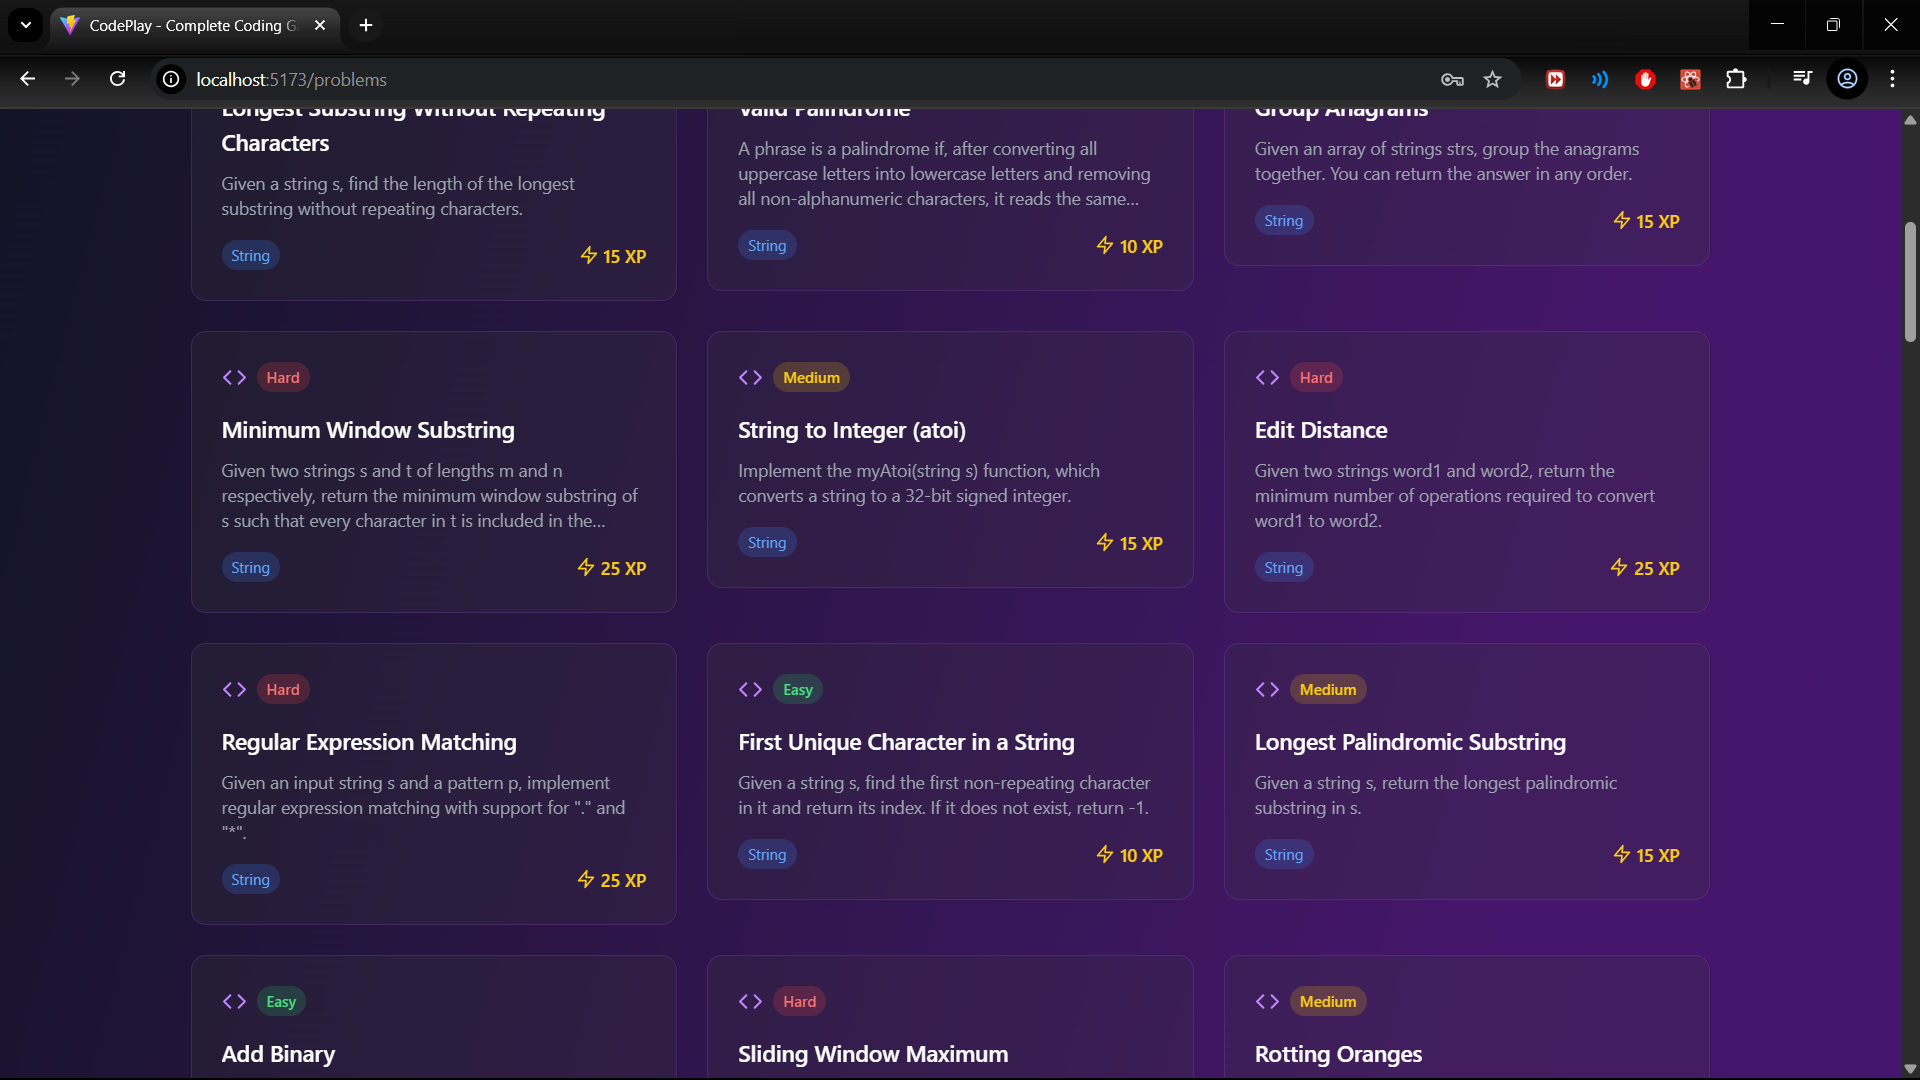 CodePlay - Complete Coding G
localhost:5173/problems
Longest Substring Without Repeating
Characters
Given a string s, find the length of the longest
substring without repeating characters.
String
15 XP
Valid Palindrome
A phrase is a palindrome if, after converting all
uppercase letters into lowercase letters and removing
all non-alphanumeric characters, it reads the same...
String
10 XP
Group Anagrams
Given an array of strings strs, group the anagrams
together. You can return the answer in any order.
String
15 XP
Hard
Minimum Window Substring
Given two strings s and t of lengths m and n
respectively, return the minimum window substring of
s such that every character in t is included in the...
String
25 XP
Medium
String to Integer (atoi)
Implement the myAtoi(string s) function, which
converts a string to a 32-bit signed integer.
String
15 XP
Hard
Edit Distance
Given two strings word1 and word2, return the
minimum number of operations required to convert
word1 to word2.
String
25 XP
Hard
Regular Expression Matching
Given an input string s and a pattern p, implement
regular expression matching with support for "." and
"*".
String
25 XP
Easy
First Unique Character in a String
Given a string s, find the first non-repeating character
in it and return its index. If it does not exist, return -1.
String
10 XP
Medium
Longest Palindromic Substring
Given a string s, return the longest palindromic
substring in s.
String
15 XP
Easy
Add Binary
Hard
Sliding Window Maximum
Medium
Rotting Oranges